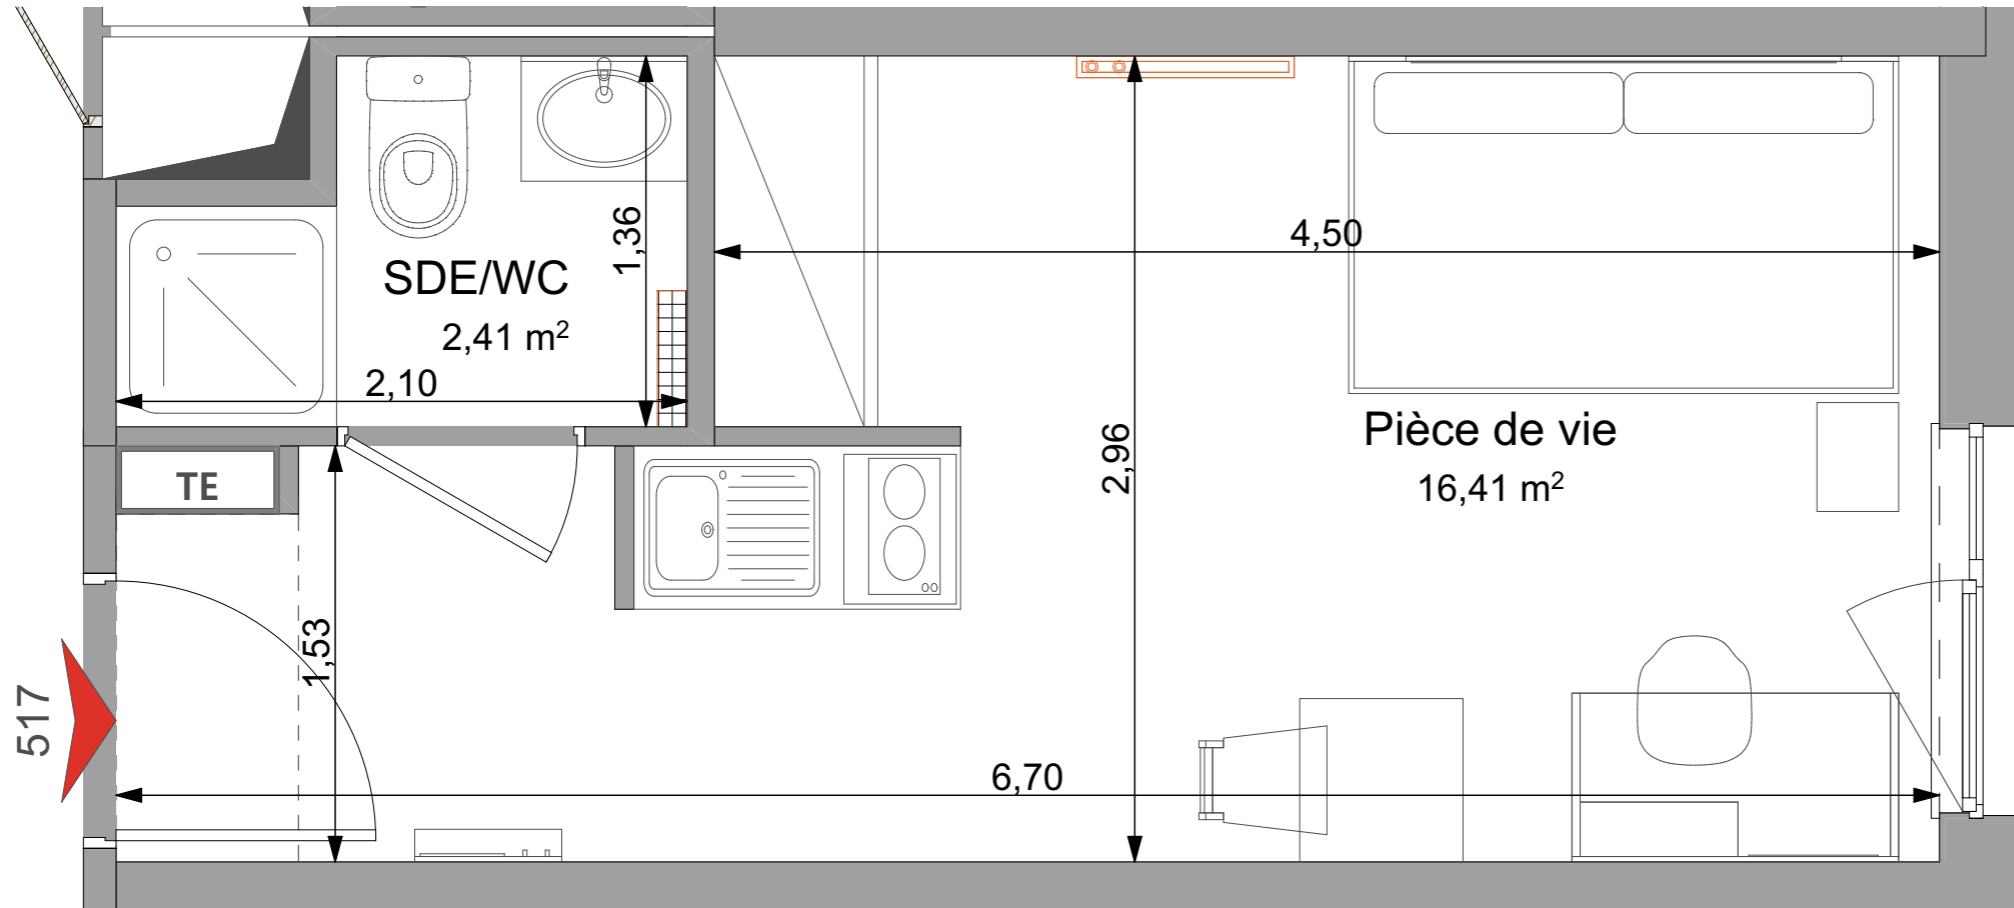 SDE/WC
2,41 m²
1,36
2,10
4,50
2,96
Pièce de vie
16,41 m²
TE
1,53
517
6,70